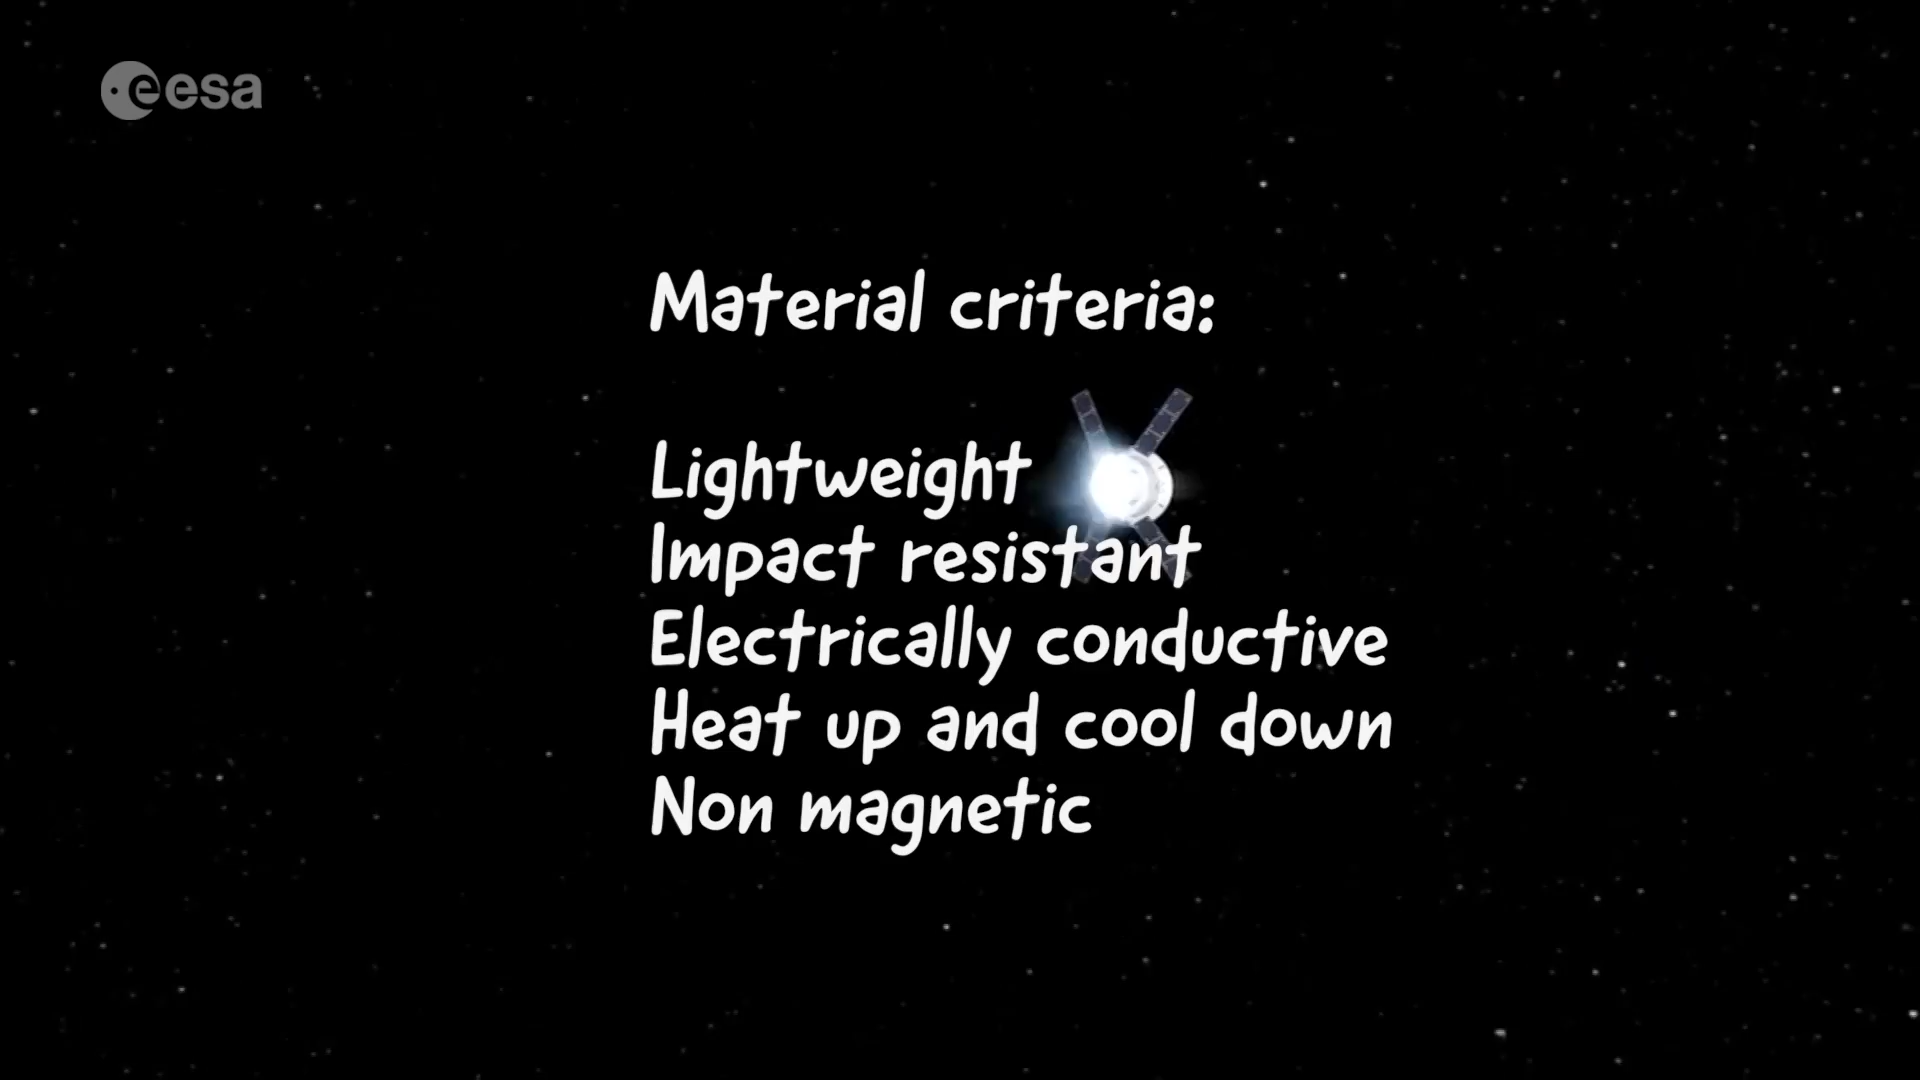 esa
Material criteria:
Lightweight
Impact resistant
Electrically conductive
Heat up and cool down
Non magnetic